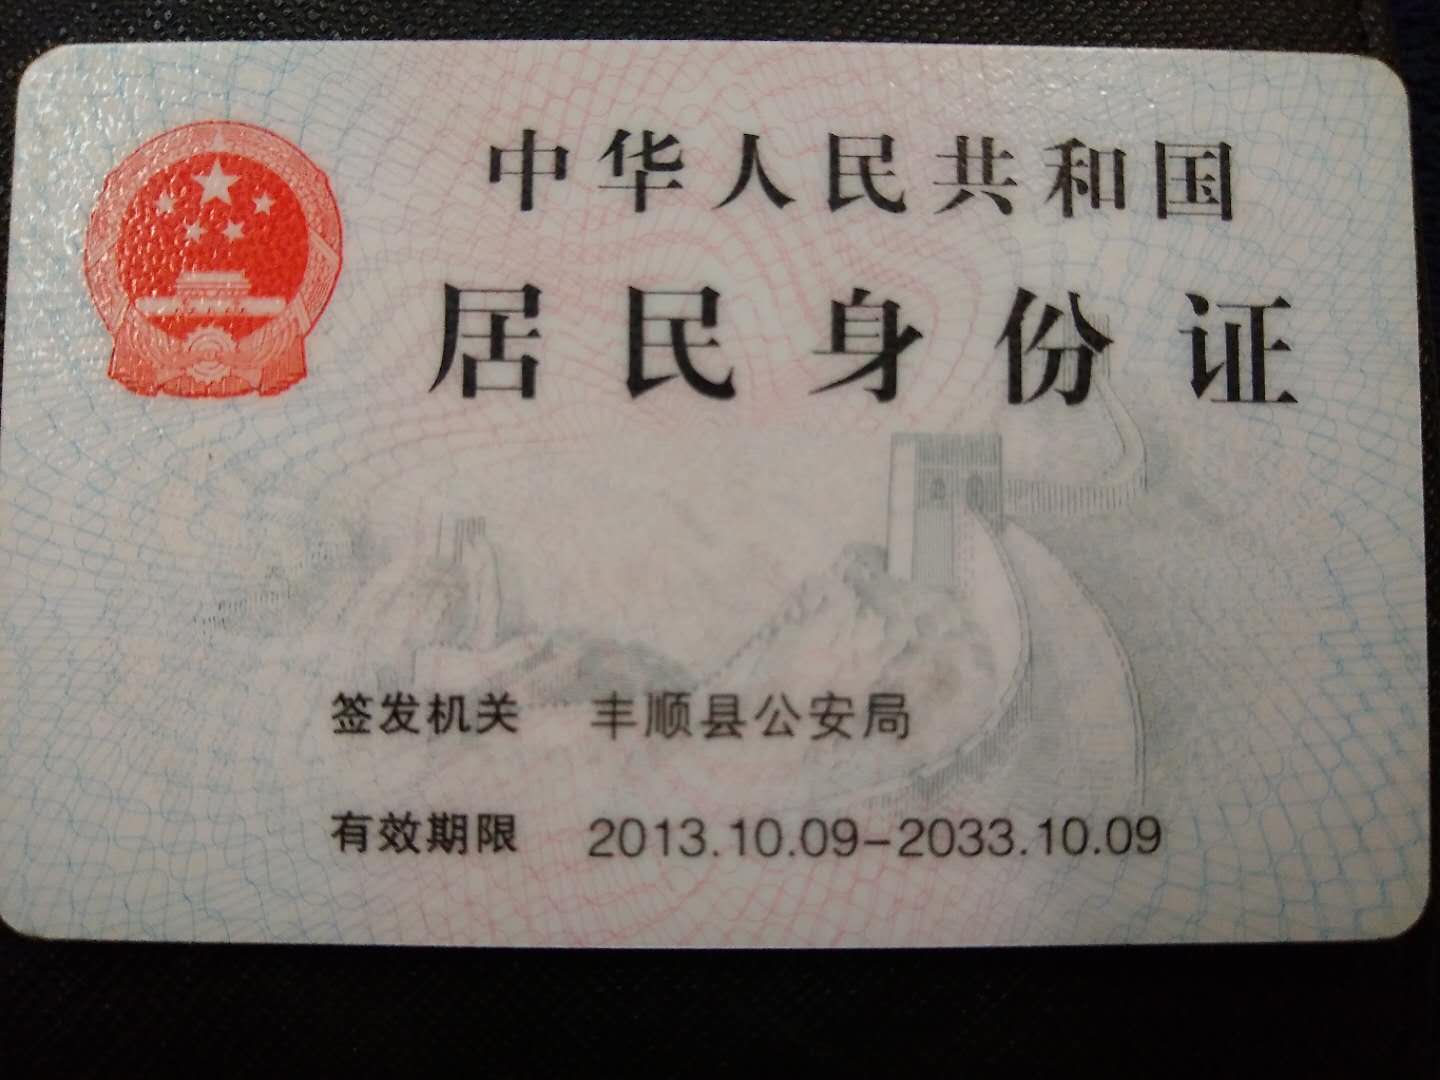 中华人民共和国
居民身份证
签发机关 丰顺县公安局
有效期限 2013.10.09-2033.10.09